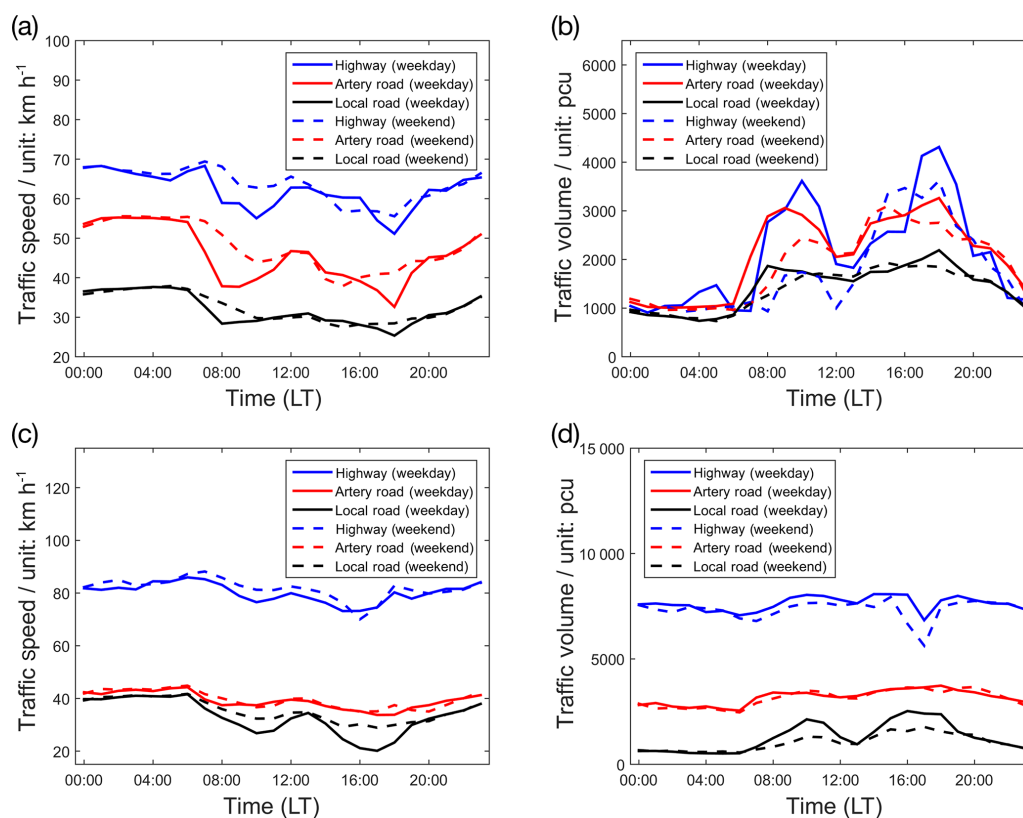 (a)
100
90
80
70
60
50
40
30
20
Traffic speed / unit: km h-1
Highway (weekday)
Artery road (weekday)
Local road (weekday)
Highway (weekend)
Artery road (weekend)
Local road (weekend)
00:00 04:00 08:00 12:00 16:00 20:00
Time (LT)
(b)
6000
5000
4000
3000
2000
1000
0
Traffic volume / unit: pcu
Highway (weekday)
Artery road (weekday)
Local road (weekday)
Highway (weekend)
Artery road (weekend)
Local road (weekend)
00:00 04:00 08:00 12:00 16:00 20:00
Time (LT)
(c)
120
100
80
60
40
20
Traffic speed / unit: km h-1
Highway (weekday)
Artery road (weekday)
Local road (weekday)
Highway (weekend)
Artery road (weekend)
Local road (weekend)
00:00 04:00 08:00 12:00 16:00 20:00
Time (LT)
(d)
15 000
10 000
5000
0
Traffic volume / unit: pcu
Highway (weekday)
Artery road (weekday)
Local road (weekday)
Highway (weekend)
Artery road (weekend)
Local road (weekend)
00:00 04:00 08:00 12:00 16:00 20:00
Time (LT)